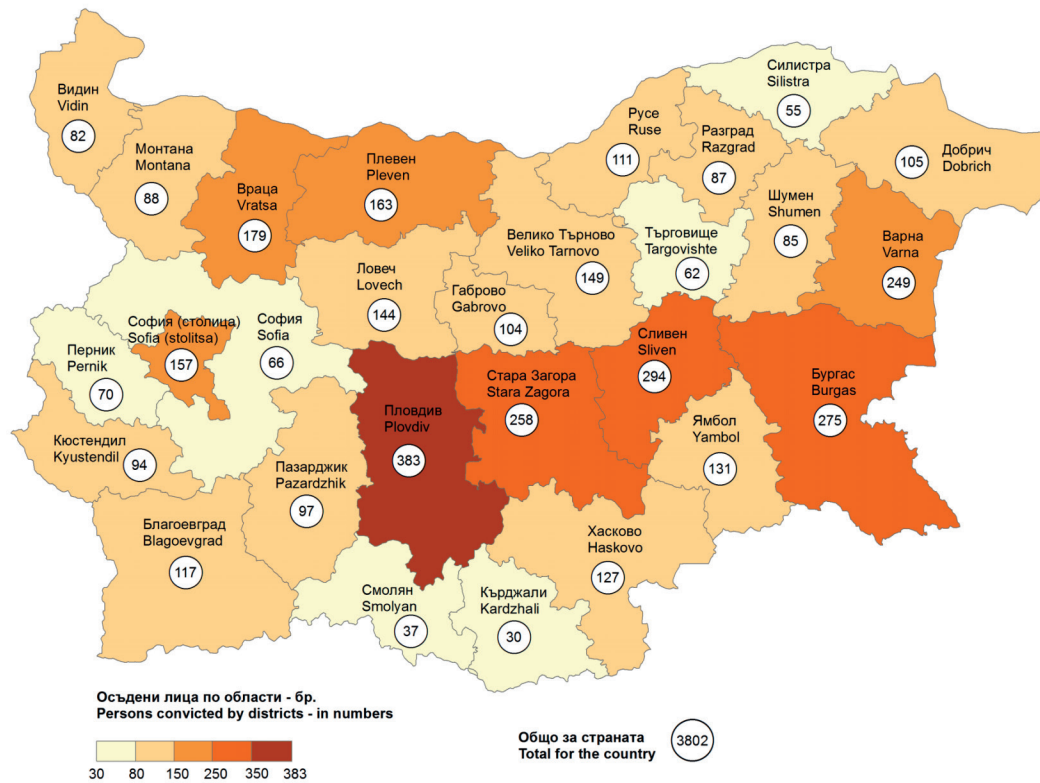 Видин
Vidin
82
Монтана
Montana
88
Враца
Vratsa
179
Плевен
Pleven
163
Русе
Ruse
111
Разград
Razgrad
87
Силистра
Silistra
55
Добрич
Dobrich
105
Шумен
Shumen
85
Варна
Varna
249
Търговище
Targovishte
62
Велико Търново
Veliko Tarnovo
149
Ловеч
Lovech
144
Габрово
Gabrovo
104
София (столица)
Sofia (stolitsa)
157
София
Sofia
66
Перник
Pernik
70
Кюстендил
Kyustendil
94
Благоевград
Blagoevgrad
117
Пазарджик
Pazardzhik
97
Пловдив
Plovdiv
383
Стара Загора
Stara Zagora
258
Сливен
Sliven
294
Бургас
Burgas
275
Ямбол
Yambol
131
Хасково
Haskovo
127
Смолян
Smolyan
37
Кърджали
Kardzhali
30
Осъдени лица по области - бр.
Persons convicted by districts - in numbers
30 80 150 250 350 383
Общо за страната
Total for the country
3802